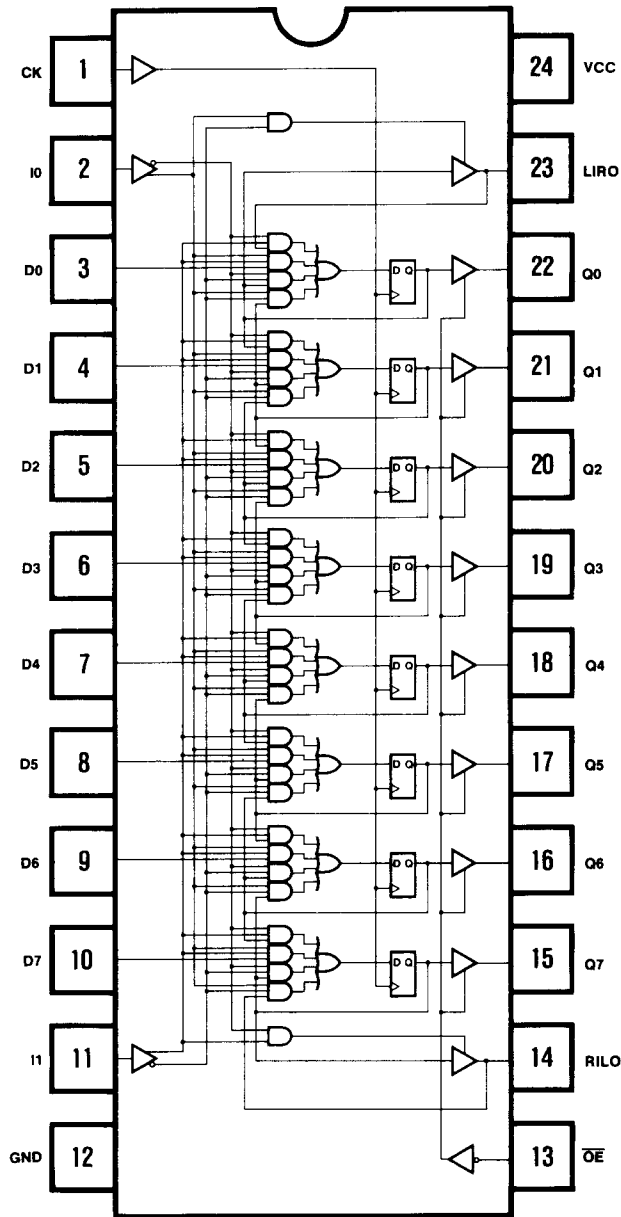 CK 1 24 VCC
I0 2 23 LIRO
D0 3 22 Q0
D Q
D1 4 21 Q1
D Q
D2 5 20 Q2
D Q
D3 6 19 Q3
D Q
D4 7 18 Q4
D Q
D5 8 17 Q5
D Q
D6 9 16 Q6
D Q
D7 10 15 Q7
D Q
I1 11 14 RILO
GND 12 13 O̅E̅